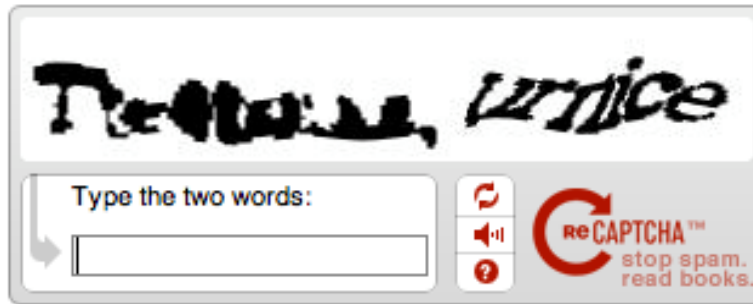 urnice
Type the two words:
ReCAPTCHA™
stop spam.
read books.